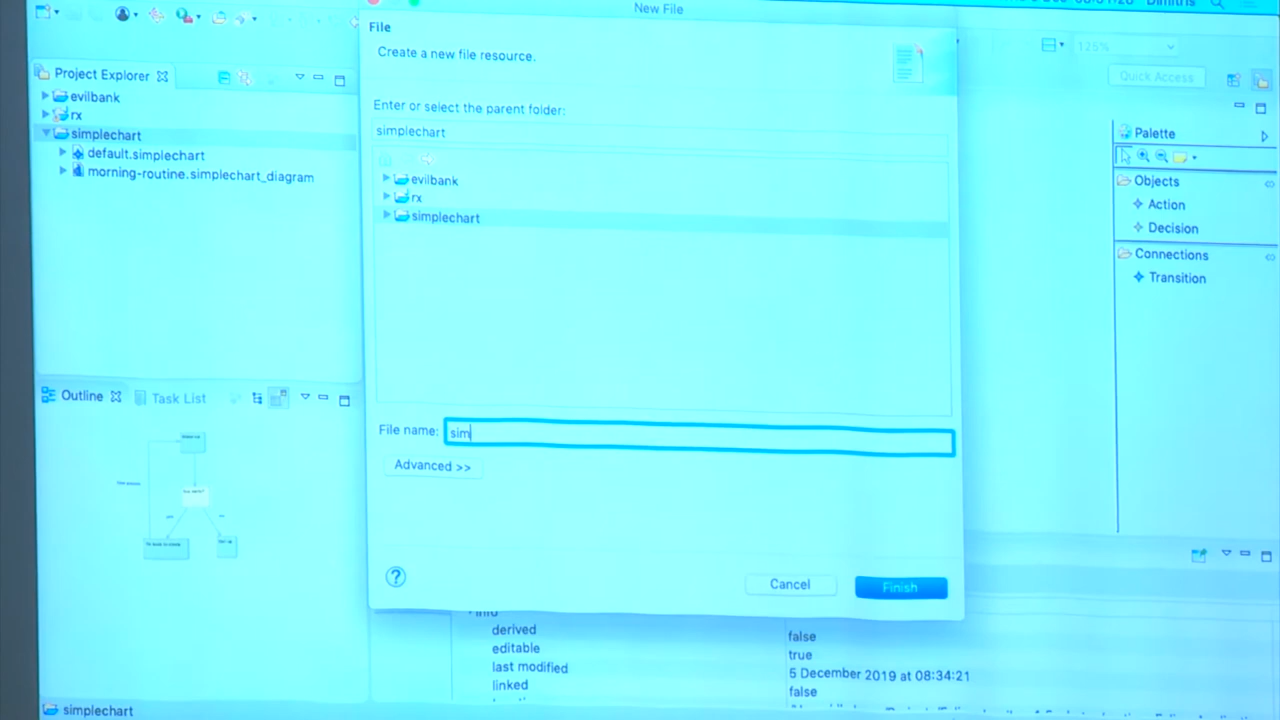 New File
Dimitris
File
Create a new file resource.
125%
Quick Access
Project Explorer
evilbank
rx
simplechart
default.simplechart
morning-routine.simplechart_diagram
Enter or select the parent folder:
simplechart
evilbank
rx
simplechart
Palette
Objects
Action
Decision
Connections
Transition
Outline
Task List
File name:
sim
Advanced >>
?
Cancel
Finish
derived
false
editable
true
last modified
5 December 2019 at 08:34:21
linked
false
simplechart